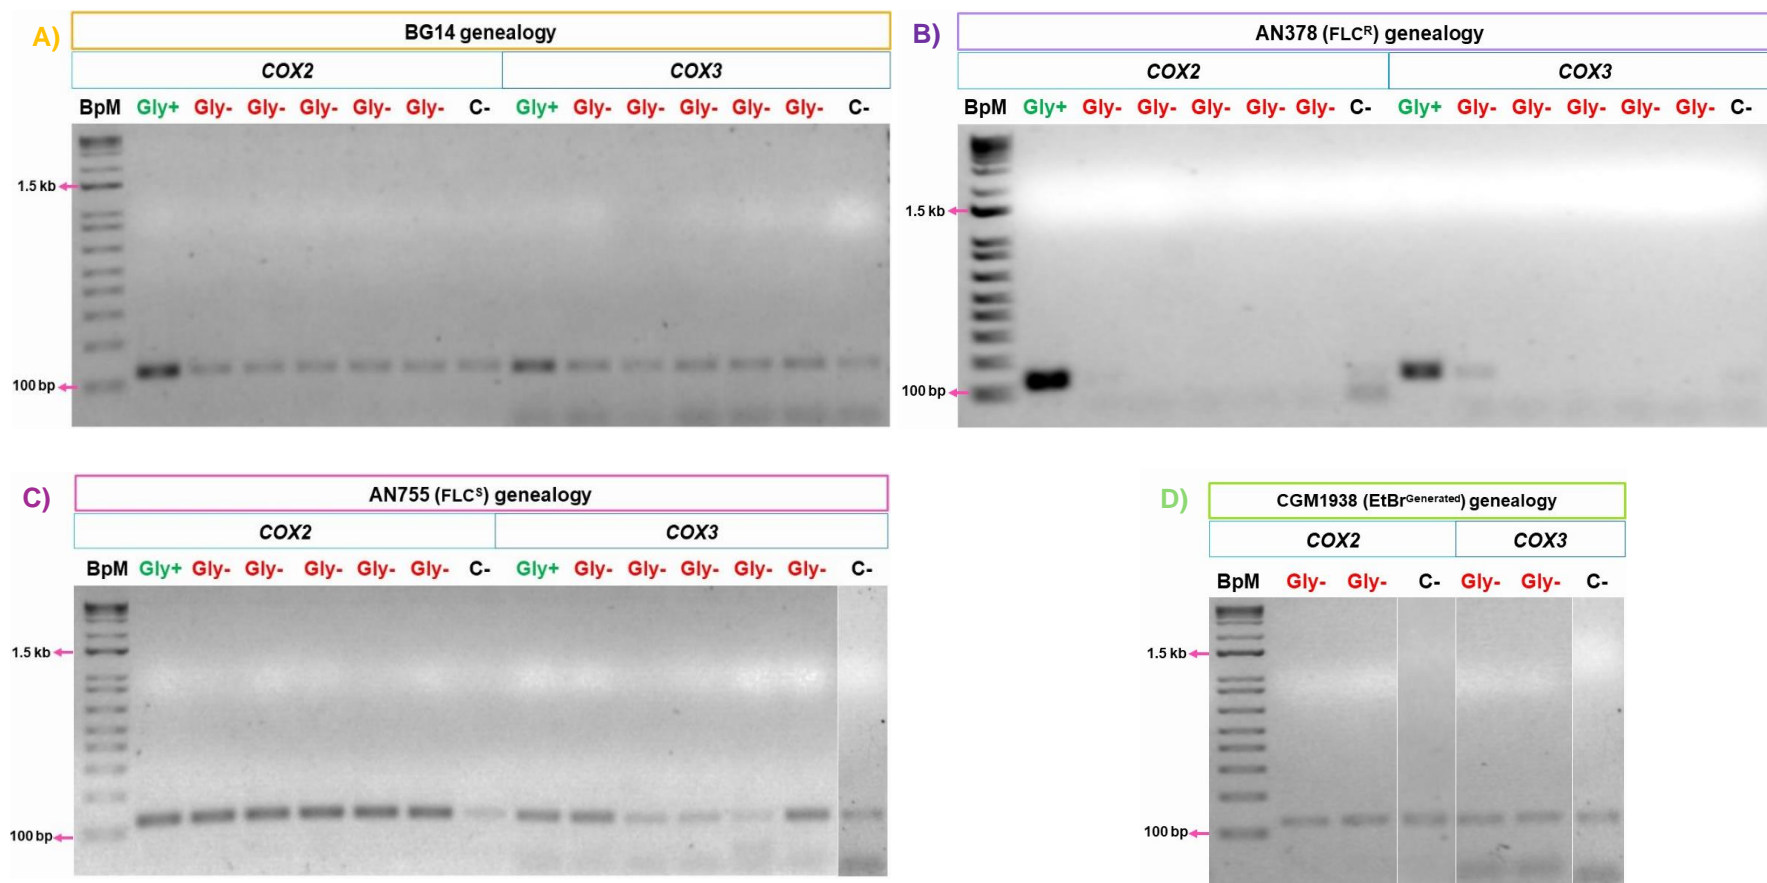 A)
BG14 genealogy
COX2 COX3
BpM Gly+ Gly- Gly- Gly- Gly- Gly- C- Gly+ Gly- Gly- Gly- Gly- Gly- C-
1.5 kb
100 bp
B)
AN378 (FLCᴿ) genealogy
COX2 COX3
BpM Gly+ Gly- Gly- Gly- Gly- Gly- C- Gly+ Gly- Gly- Gly- Gly- Gly- C-
1.5 kb
100 bp
C)
AN755 (FLCˢ) genealogy
COX2 COX3
BpM Gly+ Gly- Gly- Gly- Gly- Gly- C- Gly+ Gly- Gly- Gly- Gly- Gly- C-
1.5 kb
100 bp
D)
CGM1938 (EtBrᴳᵉⁿᵉʳᵃᵗᵉᵈ) genealogy
COX2 COX3
BpM Gly- Gly- C- Gly- Gly- C-
1.5 kb
100 bp